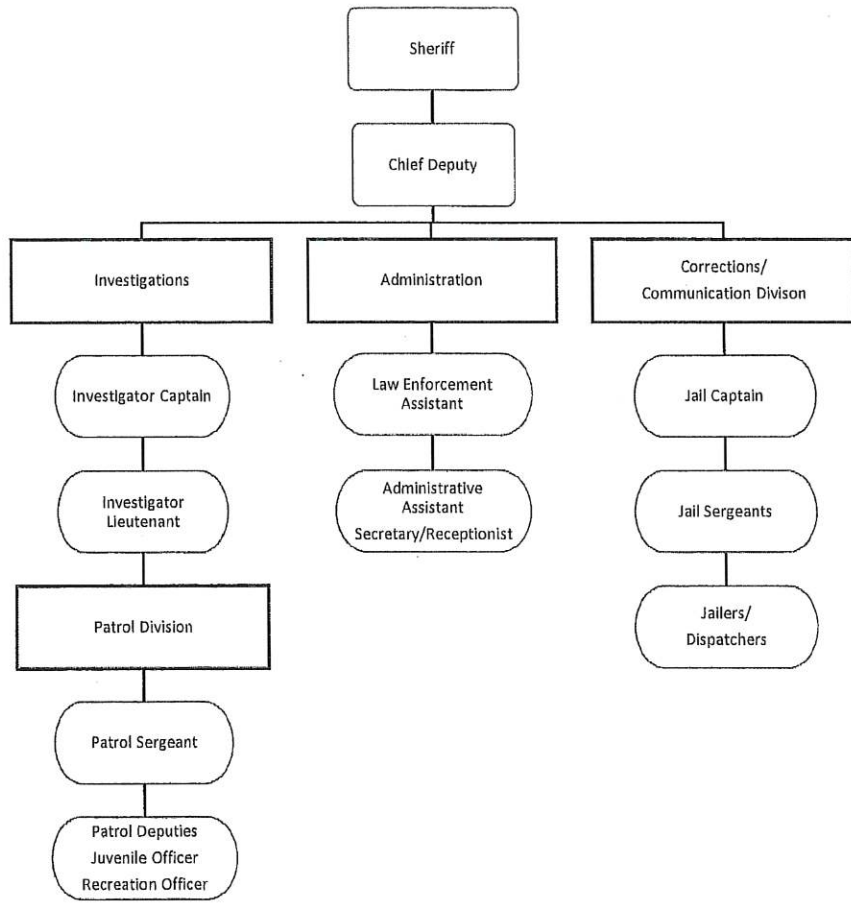 Sheriff
Chief Deputy
Investigations
Administration
Corrections/
Communication Divison
Investigator Captain
Law Enforcement
Assistant
Jail Captain
Investigator
Lieutenant
Administrative
Assistant
Secretary/Receptionist
Jail Sergeants
Patrol Division
Jailers/
Dispatchers
Patrol Sergeant
Patrol Deputies
Juvenile Officer
Recreation Officer